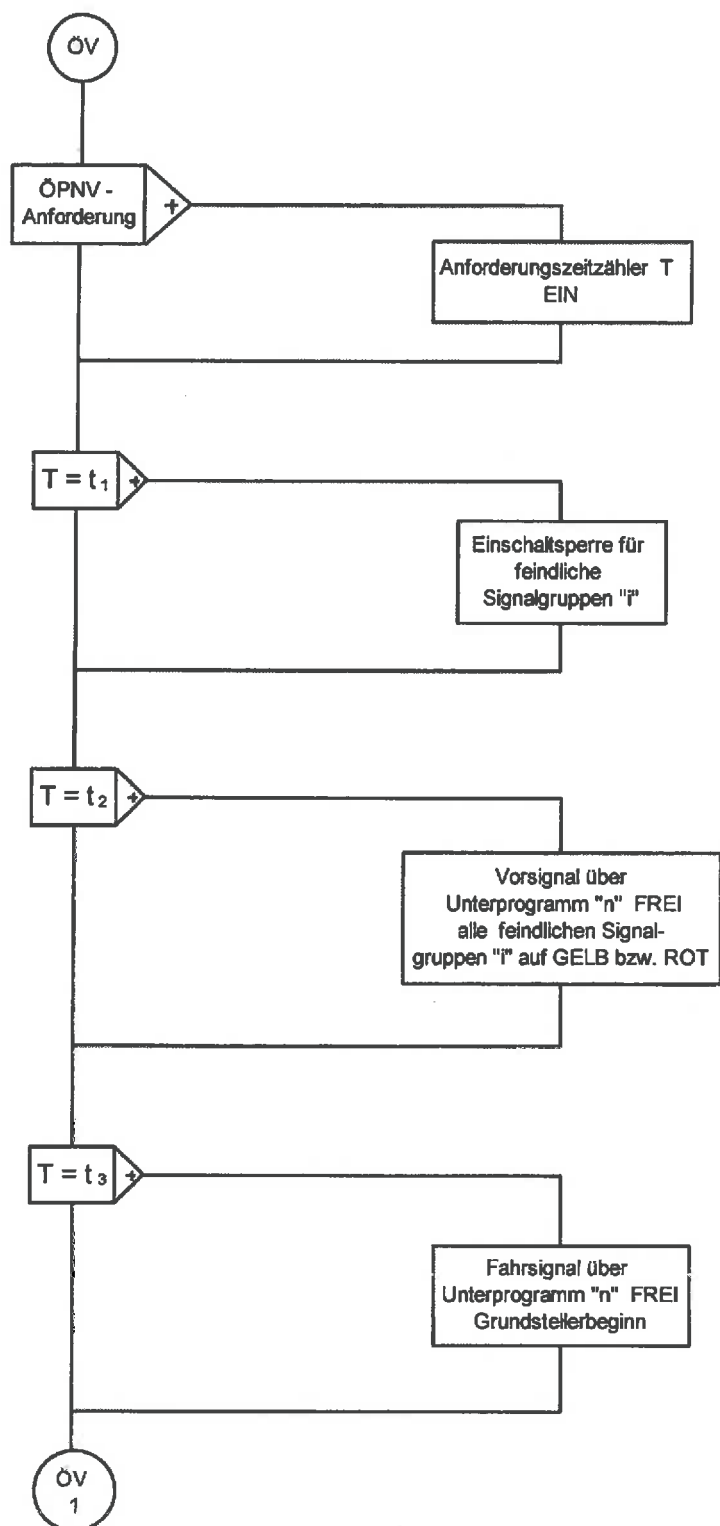 ÖV
ÖPNV -
Anforderung
+
Anforderungszeitzähler T
EIN
T = t₁
+
Einschaltsperre für
feindliche
Signalgruppen "i"
T = t₂
+
Vorsignal über
Unterprogramm "n" FREI
alle feindlichen Signal-
gruppen "i" auf GELB bzw. ROT
T = t₃
+
Fahrsignal über
Unterprogramm "n" FREI
Grundstellerbeginn
ÖV
1